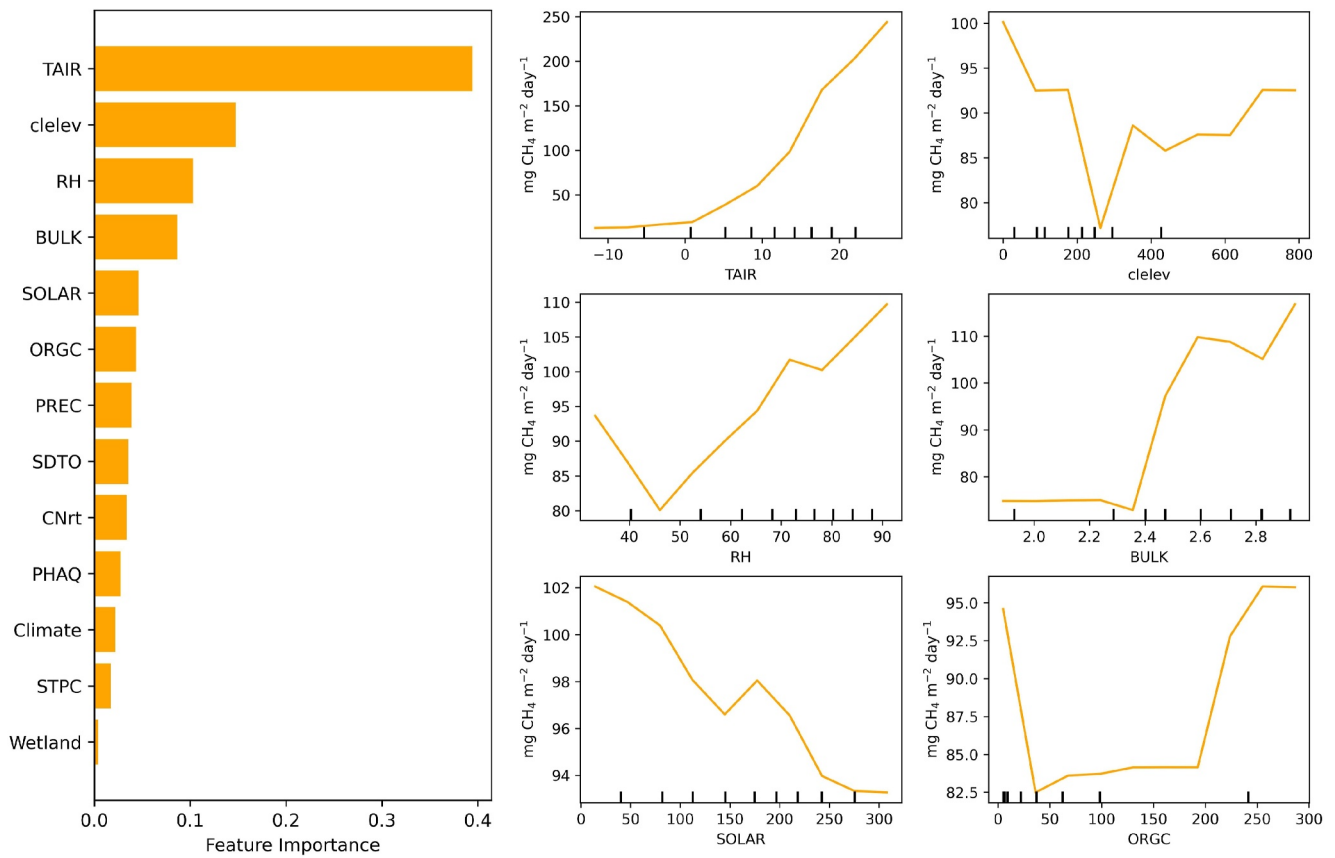 TAIR
clelev
RH
BULK
SOLAR
ORGC
PREC
SDTO
CNrt
PHAQ
Climate
STPC
Wetland
0.0 0.1 0.2 0.3 0.4
Feature Importance
mg CH₄ m⁻² day⁻¹
250
200
150
100
50
−10 0 10 20
TAIR
mg CH₄ m⁻² day⁻¹
100
95
90
85
80
0 200 400 600 800
clelev
mg CH₄ m⁻² day⁻¹
110
105
100
95
90
85
80
40 50 60 70 80 90
RH
mg CH₄ m⁻² day⁻¹
110
100
90
80
2.0 2.2 2.4 2.6 2.8
BULK
mg CH₄ m⁻² day⁻¹
102
100
98
96
94
0 50 100 150 200 250 300
SOLAR
mg CH₄ m⁻² day⁻¹
95.0
92.5
90.0
87.5
85.0
82.5
0 50 100 150 200 250 300
ORGC